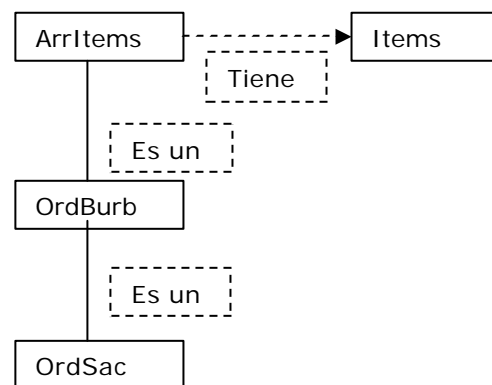 ArrItems
Items
Tiene
Es un
OrdBurb
Es un
OrdSac